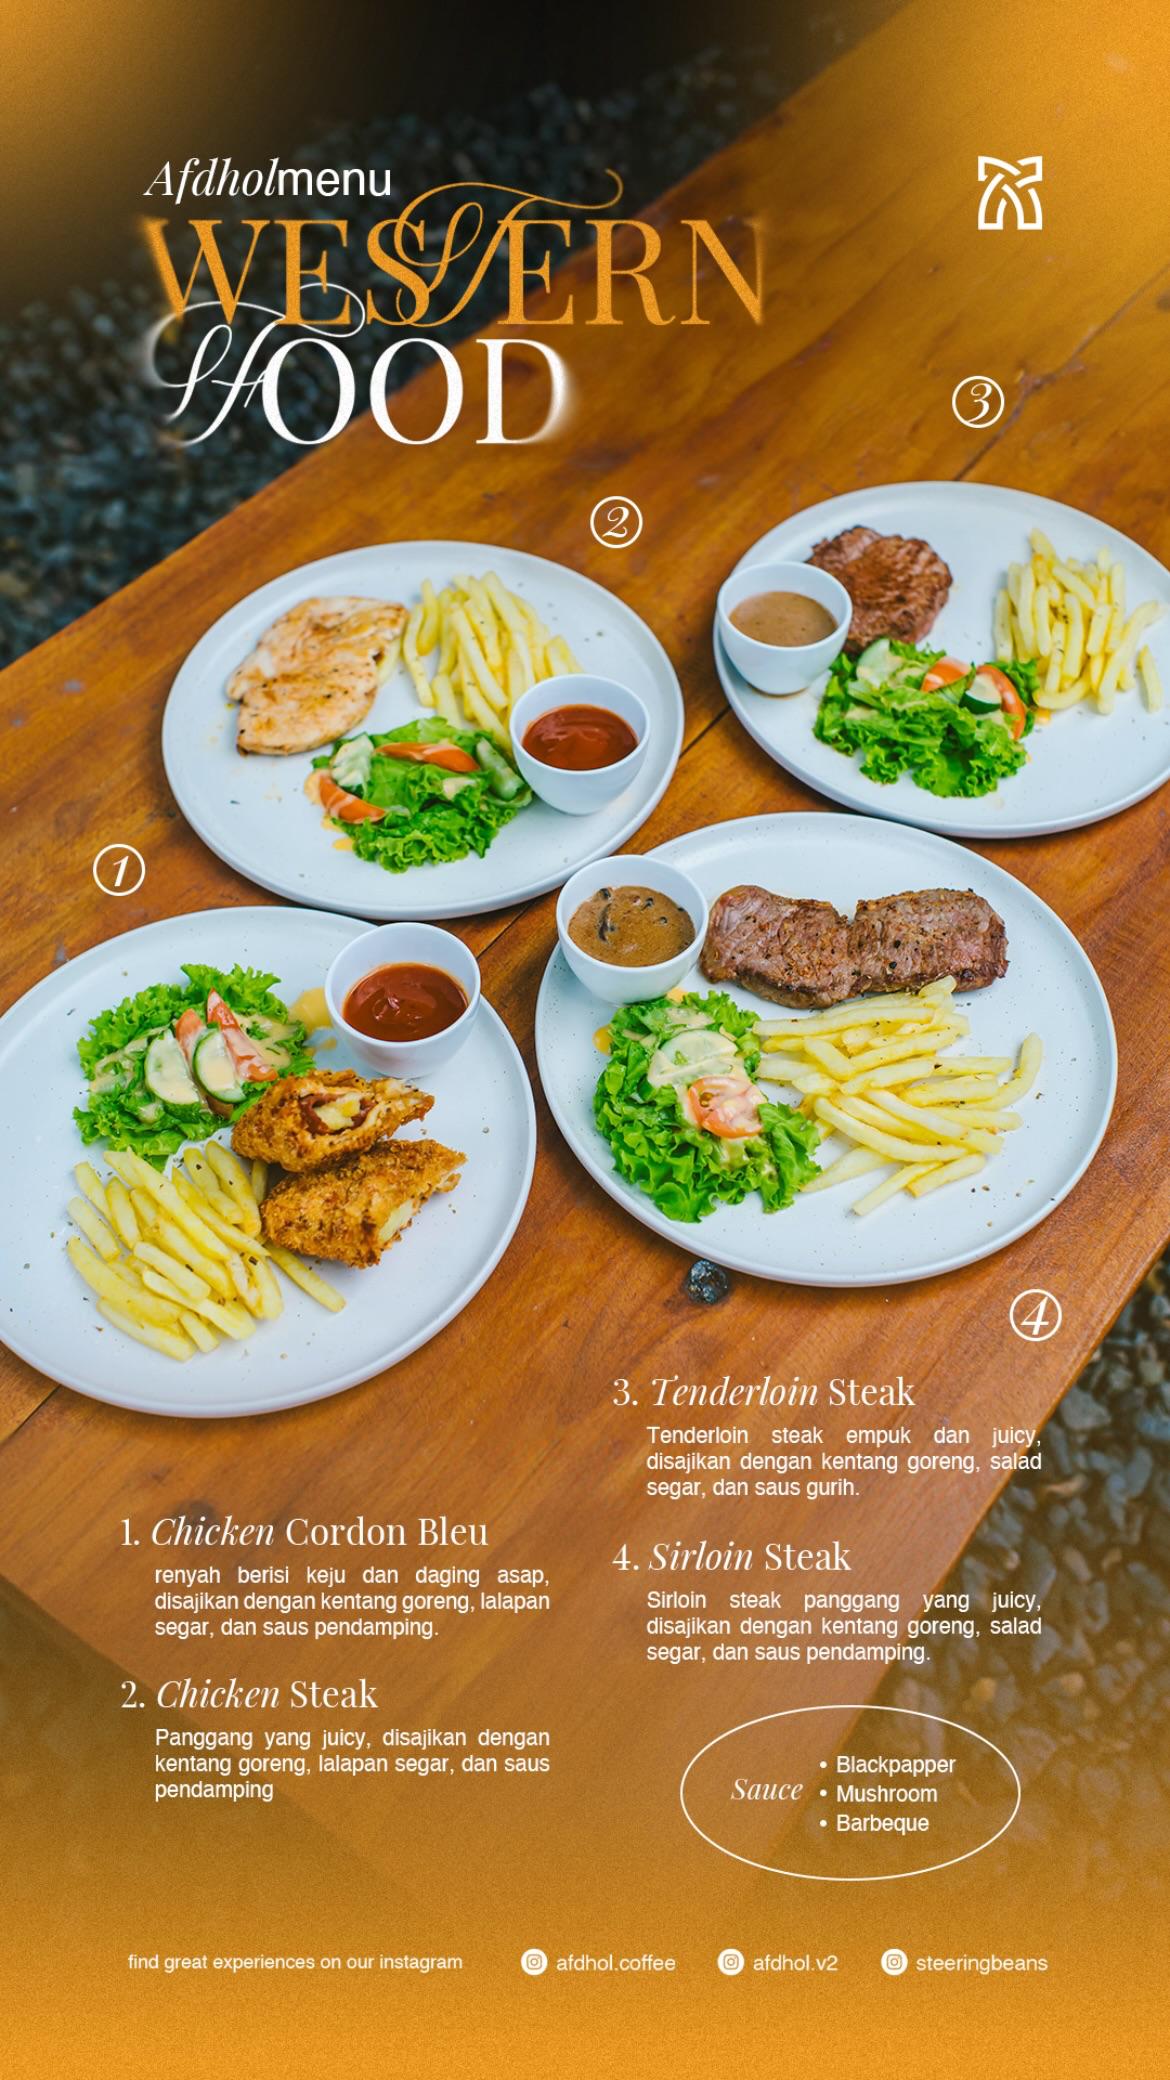 Afdholmenu
WESTERN
FOOD
3
2
1
4
3. Tenderloin Steak
Tenderloin steak empuk dan juicy,
disajikan dengan kentang goreng, salad
segar, dan saus gurih.
1. Chicken Cordon Bleu
renyah berisi keju dan daging asap,
disajikan dengan kentang goreng, lalapan
segar, dan saus pendamping.
4. Sirloin Steak
Sirloin steak panggang yang juicy,
disajikan dengan kentang goreng, salad
segar, dan saus pendamping.
2. Chicken Steak
Panggang yang juicy, disajikan dengan
kentang goreng, lalapan segar, dan saus
pendamping
Sauce
• Blackpapper
• Mushroom
• Barbeque
find great experiences on our instagram
afdhol.coffee
afdhol.v2
steeringbeans